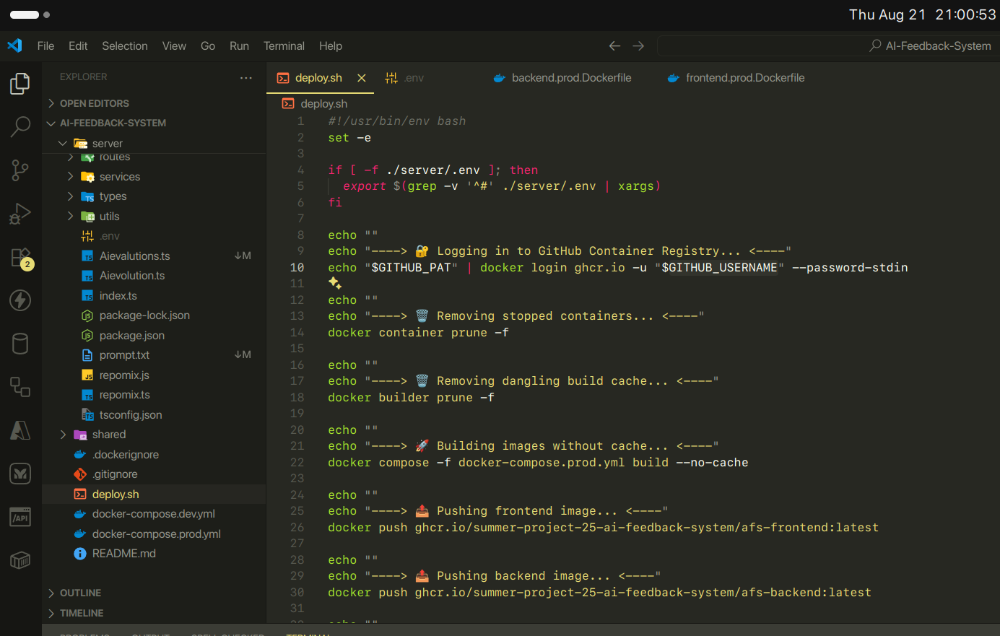 Thu Aug 21 21:00:53
File Edit Selection View Go Run Terminal Help
AI-Feedback-System
EXPLORER
deploy.sh
.env
backend.prod.Dockerfile
frontend.prod.Dockerfile
OPEN EDITORS
AI-FEEDBACK-SYSTEM
server
routes
services
types
utils
.env
Aievalutions.ts ↓M
Aievolution.ts
index.ts
package-lock.json
package.json
prompt.txt ↓M
repomix.js
repomix.ts
tsconfig.json
shared
.dockerignore
.gitignore
deploy.sh
docker-compose.dev.yml
docker-compose.prod.yml
README.md
OUTLINE
TIMELINE
2
deploy.sh
1 #!/usr/bin/env bash
2 set -e
3
4 if [ -f ./server/.env ]; then
5 export $(grep -v '^#' ./server/.env | xargs)
6 fi
7
8 echo ""
9 echo "----> 🔐 Logging in to GitHub Container Registry... <----"
10 echo "$GITHUB_PAT" | docker login ghcr.io -u "$GITHUB_USERNAME" --password-stdin
11
12 echo ""
13 echo "----> 🗑️ Removing stopped containers... <----"
14 docker container prune -f
15
16 echo ""
17 echo "----> 🗑️ Removing dangling build cache... <----"
18 docker builder prune -f
19
20 echo ""
21 echo "----> 🚀 Building images without cache... <----"
22 docker compose -f docker-compose.prod.yml build --no-cache
23
24 echo ""
25 echo "----> 📤 Pushing frontend image... <----"
26 docker push ghcr.io/summer-project-25-ai-feedback-system/afs-frontend:latest
27
28 echo ""
29 echo "----> 📤 Pushing backend image... <----"
30 docker push ghcr.io/summer-project-25-ai-feedback-system/afs-backend:latest
31